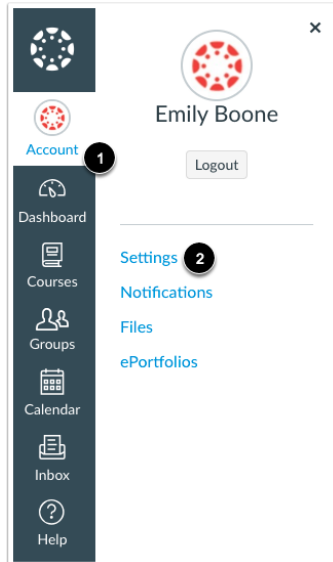 Account
1
Dashboard
Courses
Groups
Calendar
Inbox
Help
×
Emily Boone
Logout
Settings 2
Notifications
Files
ePortfolios